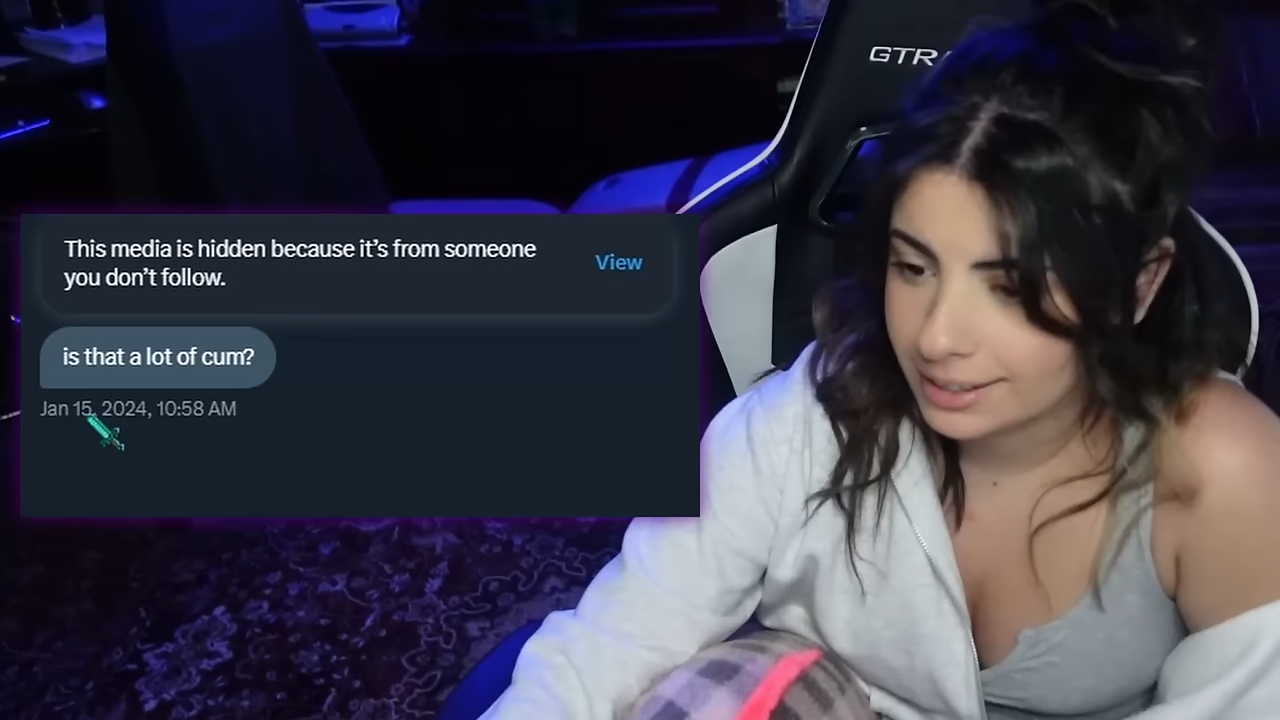 GTRA
This media is hidden because it's from someone
you don't follow.
View
is that a lot of cum?
Jan 15, 2024, 10:58 AM